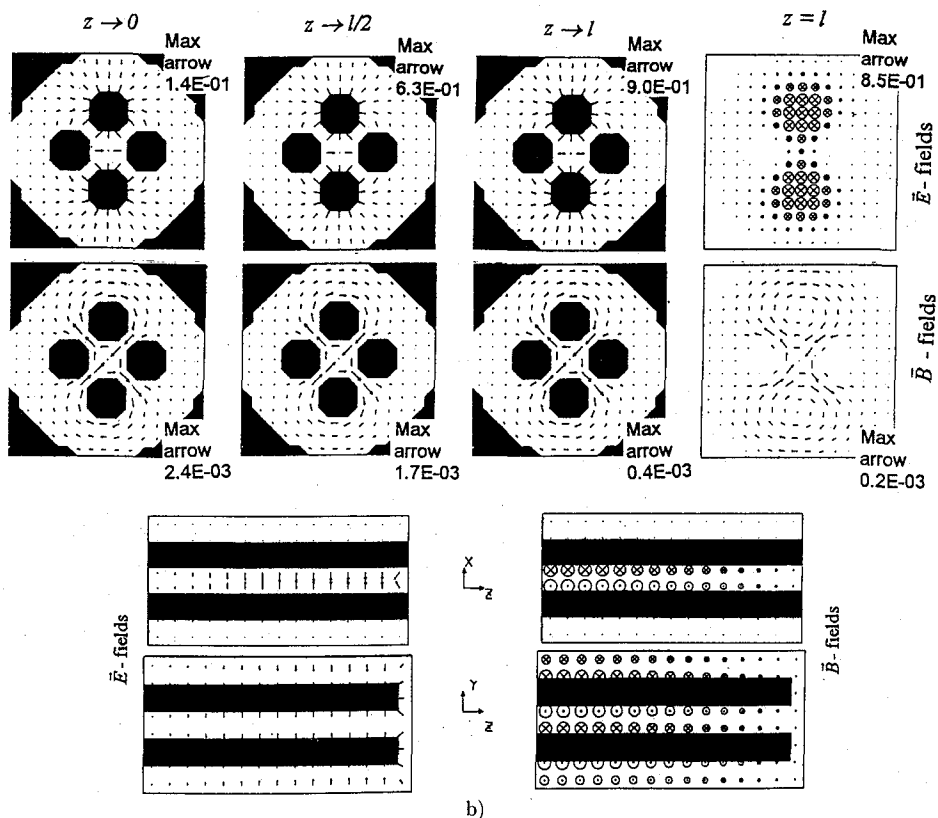 z → 0
z → l/2
z → l
z = l
Max
arrow
1.4E-01
Max
arrow
6.3E-01
Max
arrow
9.0E-01
Max
arrow
8.5E-01
Ē - fields
B̄ - fields
Max
arrow
2.4E-03
Max
arrow
1.7E-03
Max
arrow
0.4E-03
Max
arrow
0.2E-03
Ē - fields
X
Z
Y
Z
B̄ - fields
b)